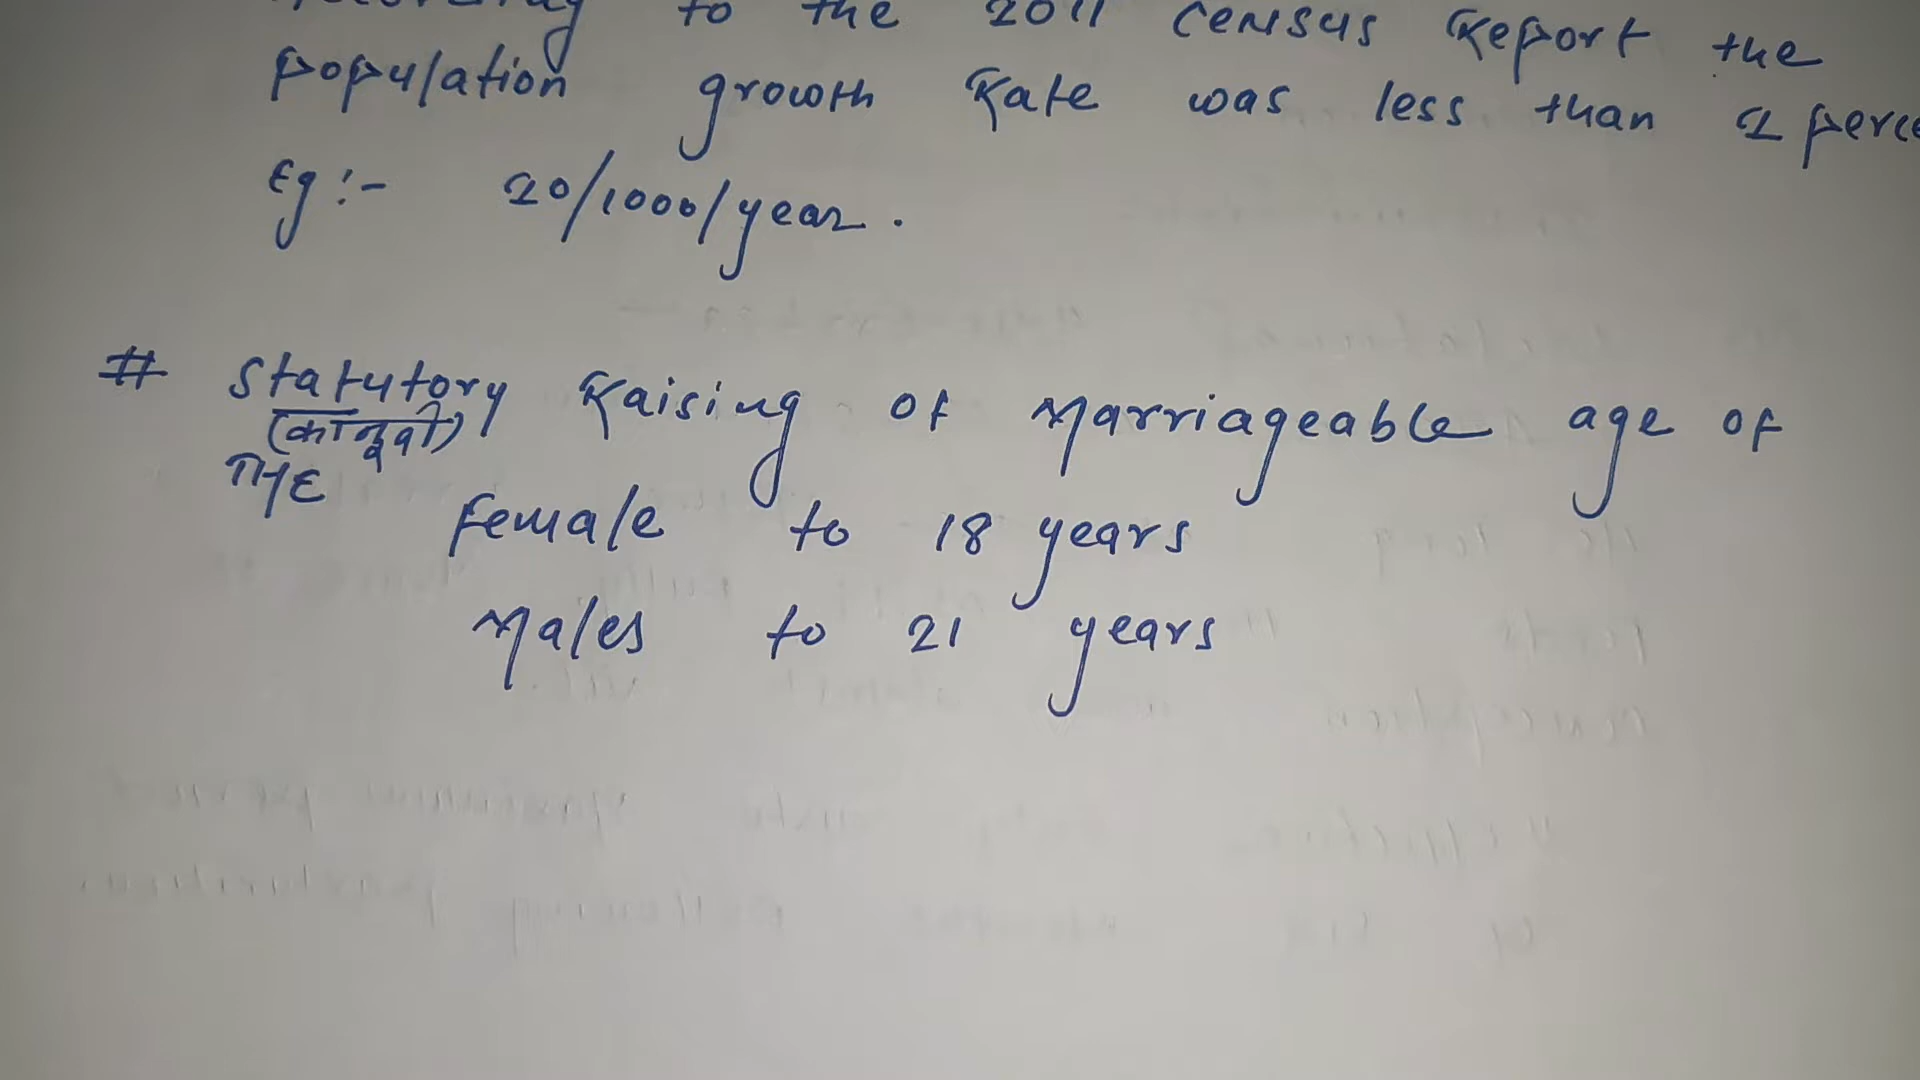 According to the 2011 census Report the
population growth Rate was less than 2 perce
Eg:- 20/1000/year.
# Statutory Raising of Marriageable age of
(कानूनी)
THE
female to 18 years
Males to 21 years